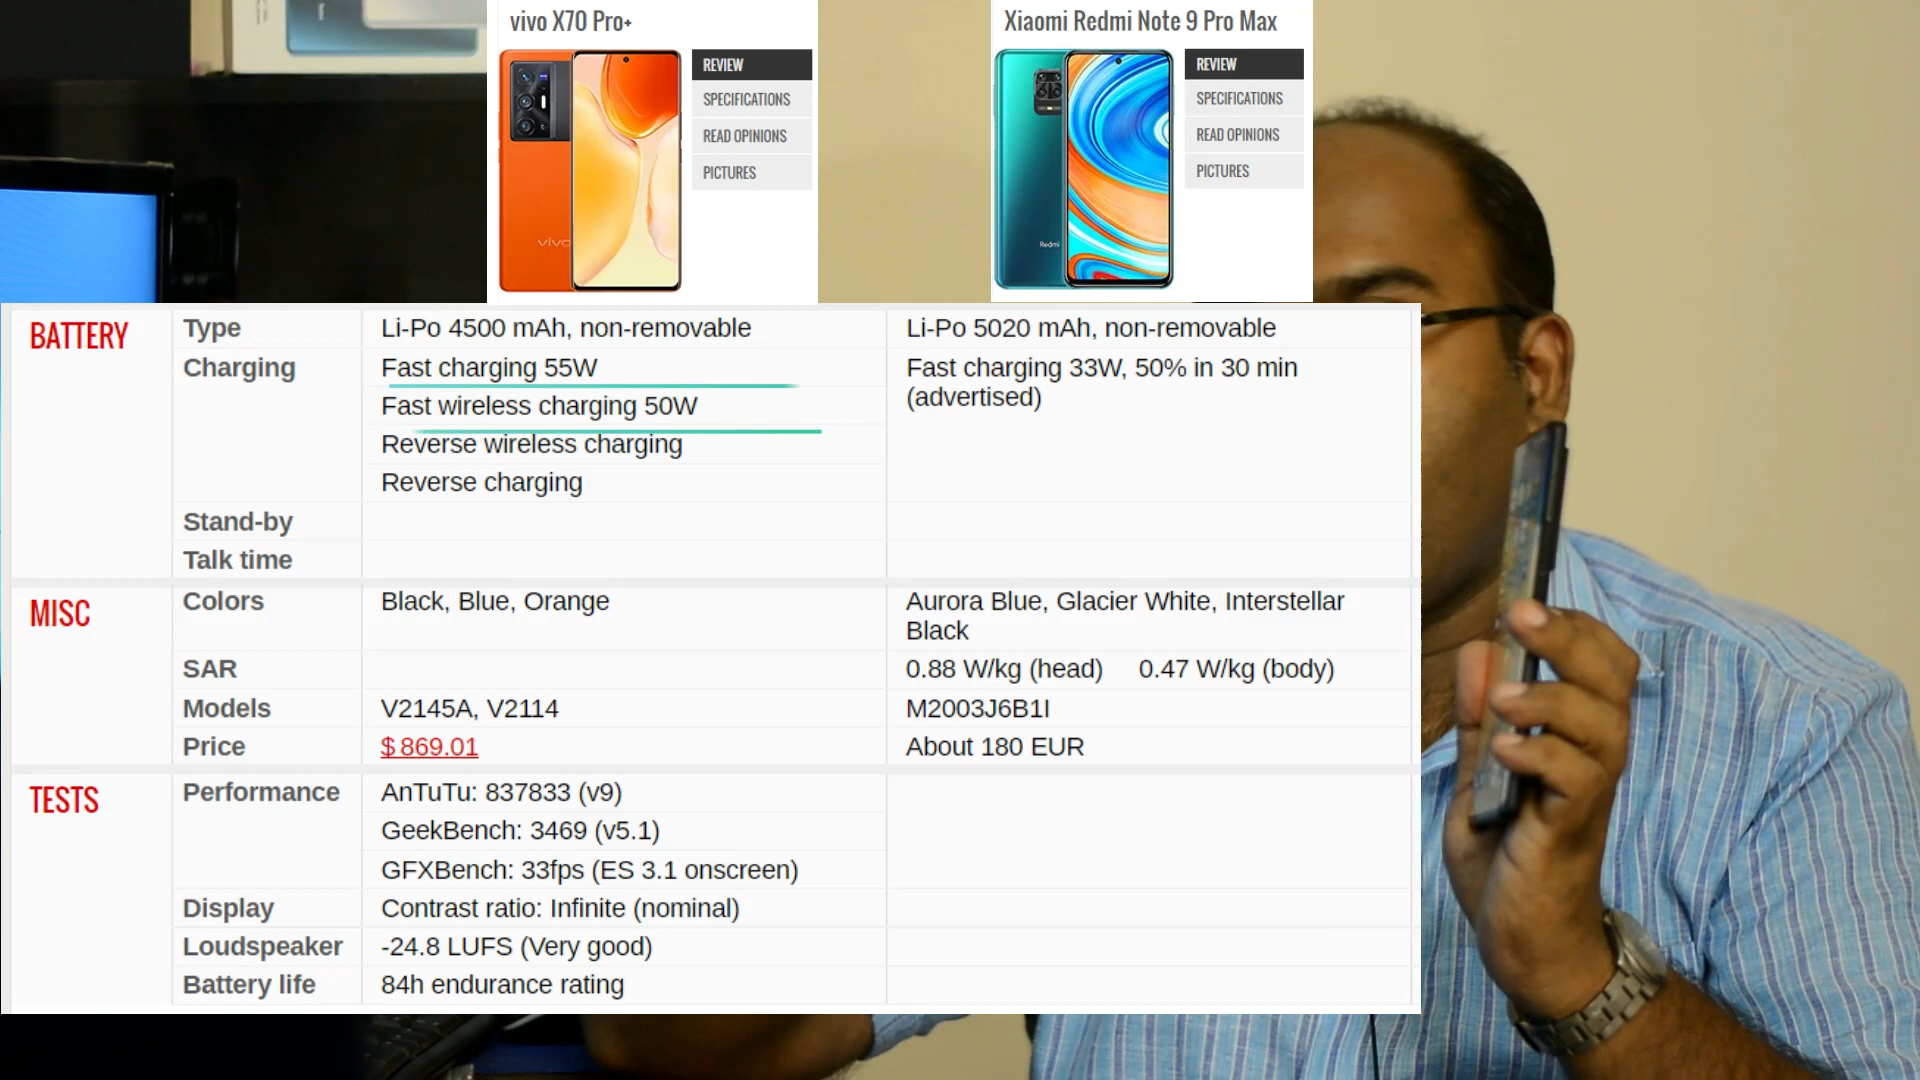 vivo X70 Pro+
REVIEW
SPECIFICATIONS
READ OPINIONS
PICTURES
vivo
Xiaomi Redmi Note 9 Pro Max
REVIEW
SPECIFICATIONS
READ OPINIONS
PICTURES
Redmi
BATTERY
Type
Li-Po 4500 mAh, non-removable
Li-Po 5020 mAh, non-removable
Charging
Fast charging 55W
Fast wireless charging 50W
Reverse wireless charging
Reverse charging
Fast charging 33W, 50% in 30 min
(advertised)
Stand-by
Talk time
MISC
Colors
Black, Blue, Orange
Aurora Blue, Glacier White, Interstellar
Black
SAR
0.88 W/kg (head) 0.47 W/kg (body)
Models
V2145A, V2114
M2003J6B1I
Price
$ 869.01
About 180 EUR
TESTS
Performance
AnTuTu: 837833 (v9)
GeekBench: 3469 (v5.1)
GFXBench: 33fps (ES 3.1 onscreen)
Display
Contrast ratio: Infinite (nominal)
Loudspeaker
-24.8 LUFS (Very good)
Battery life
84h endurance rating